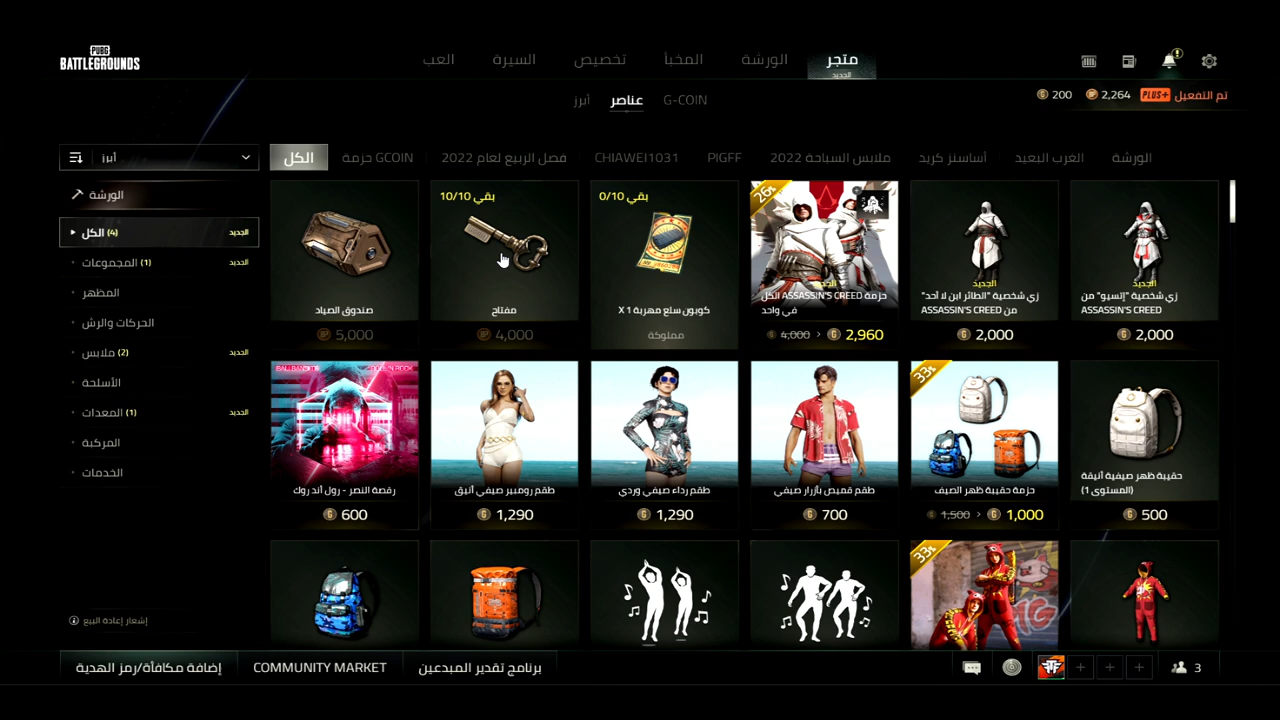 PUBG
BATTLEGROUNDS
العب
السيرة
تخصيص
المخبأ
الورشة
متجر
الجديد
أبرز
عناصر
G-COIN
200
2,264
PLUS+
تم التفعيل
أبرز
الكل
حزمة GCOIN
فصل الربيع لعام 2022
CHIAWEI1031
PIGFF
ملابس السباحة 2022
أساسنز كريد
الغرب البعيد
الورشة
الورشة
الكل (4)
الجديد
المجموعات (1)
الجديد
المظهر
الحركات والرش
ملابس (2)
الجديد
الأسلحة
المعدات (1)
الجديد
المركبة
الخدمات
إشعار إعادة البيع
صندوق الصياد
5,000
بقي 10/10
مفتاح
4,000
بقي 0/10
كوبون سلع مهربة X 1
مملوكة
26%
الجديد
حزمة ASSASSIN'S CREED الكل
في واحد
4,000 › 2,960
الجديد
زي شخصية "الطائر ابن لا أحد"
من ASSASSIN'S CREED
2,000
الجديد
زي شخصية "إتسيو" من
ASSASSIN'S CREED
2,000
رقصة النصر - رول أند روك
600
طقم رومبير صيفي أنيق
1,290
طقم رداء صيفي وردي
1,290
طقم قميص بأزرار صيفي
700
33%
حزمة حقيبة ظهر الصيف
1,500 › 1,000
حقيبة ظهر صيفية أنيقة
(المستوى 1)
500
33%
إضافة مكافأة/رمز الهدية
COMMUNITY MARKET
برنامج تقدير المبدعين
3